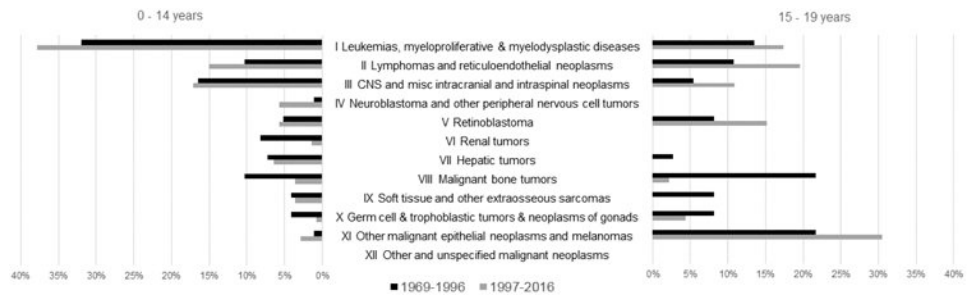 0 - 14 years
15 - 19 years
I Leukemias, myeloproliferative & myelodysplastic diseases
II Lymphomas and reticuloendothelial neoplasms
III CNS and misc intracranial and intraspinal neoplasms
IV Neuroblastoma and other peripheral nervous cell tumors
V Retinoblastoma
VI Renal tumors
VII Hepatic tumors
VIII Malignant bone tumors
IX Soft tissue and other extraosseous sarcomas
X Germ cell & trophoblastic tumors & neoplasms of gonads
XI Other malignant epithelial neoplasms and melanomas
XII Other and unspecified malignant neoplasms
40% 35% 30% 25% 20% 15% 10% 5% 0%
0% 5% 10% 15% 20% 25% 30% 35% 40%
1969-1996 1997-2016